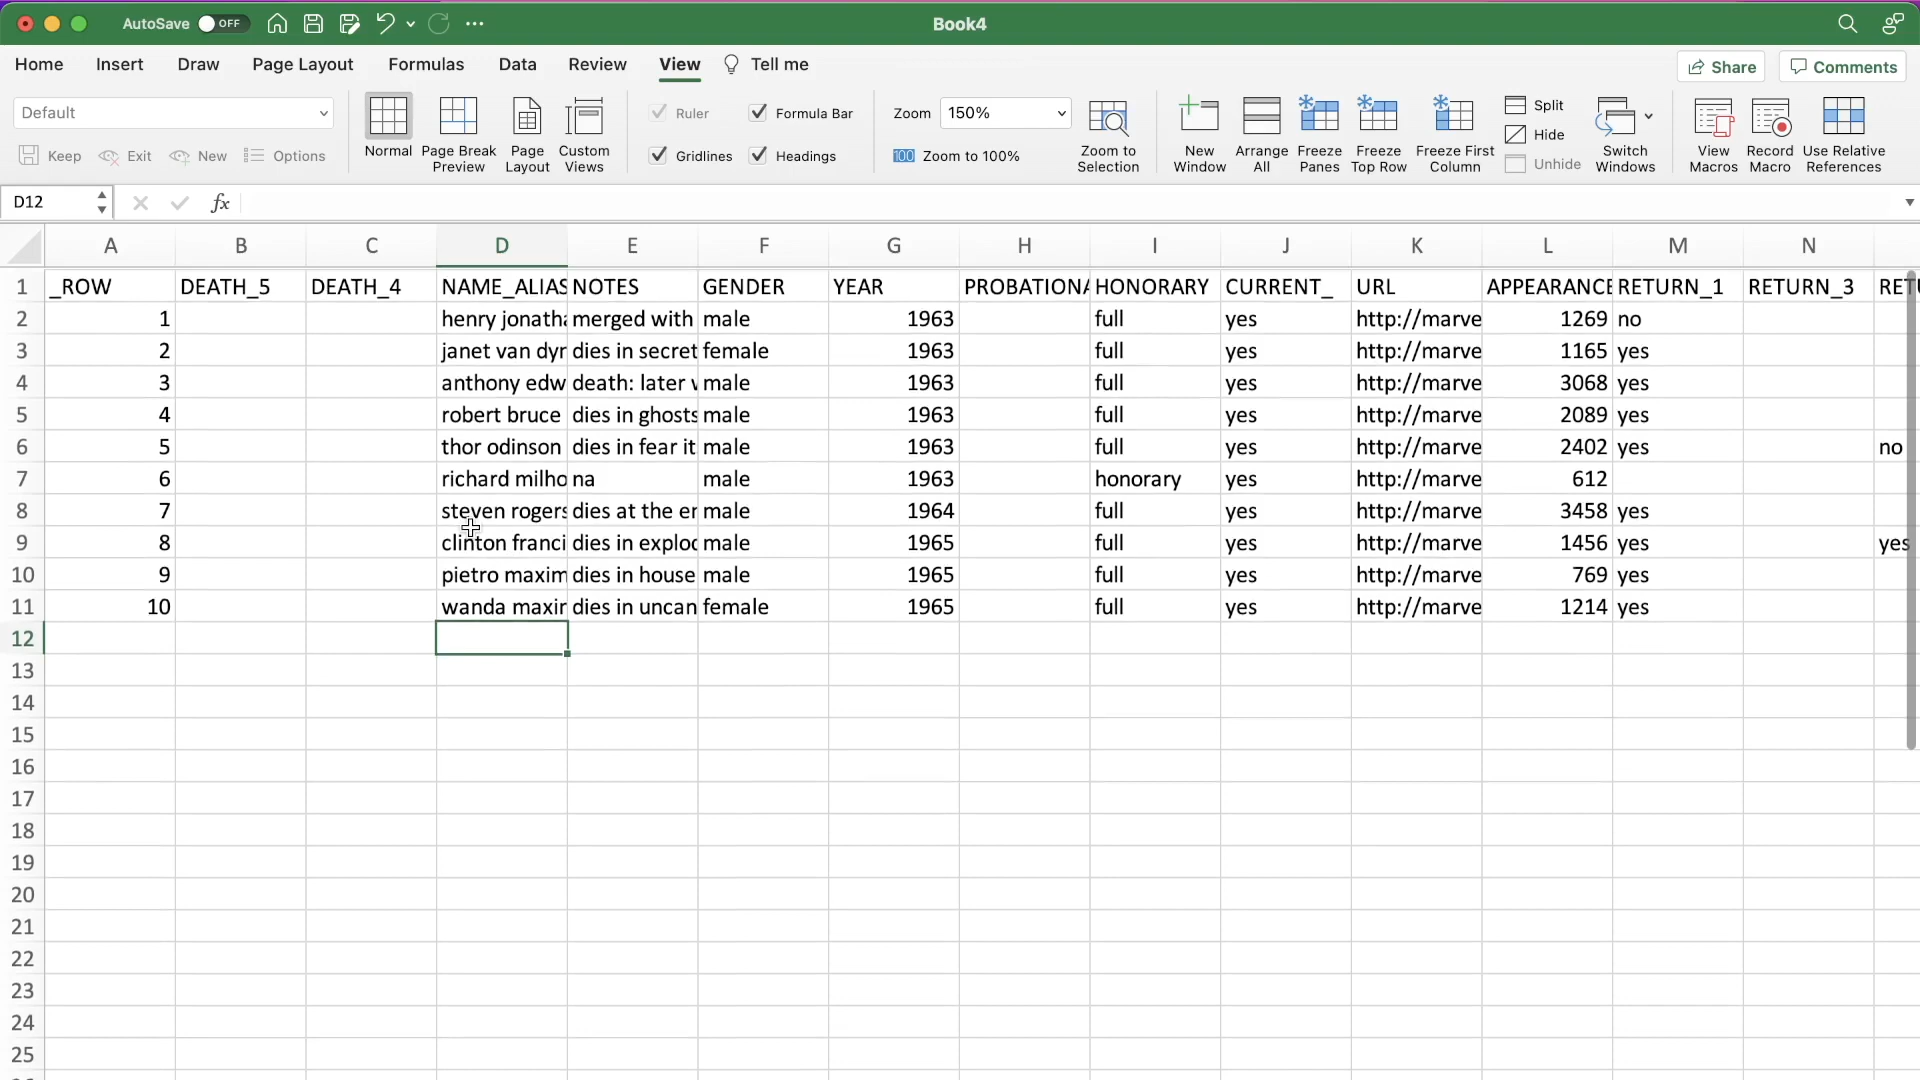 AutoSave OFF Book4
Home Insert Draw Page Layout Formulas Data Review View Tell me Share Comments
Default Ruler Formula Bar Zoom 150% Split
Keep Exit New Options Normal Page Break Preview Page Layout Custom Views Gridlines Headings 100 Zoom to 100% Zoom to Selection New Window Arrange All Freeze Panes Freeze Top Row Freeze First Column Hide Unhide Switch Windows View Macros Record Macro Use Relative References
D12 fx
A B C D E F G H I J K L M N
1 _ROW DEATH_5 DEATH_4 NAME_ALIAS NOTES GENDER YEAR PROBATIONA HONORARY CURRENT_ URL APPEARANCE RETURN_1 RETURN_3 RETU
2 1 henry jonatha merged with male 1963 full yes http://marve 1269 no
3 2 janet van dyn dies in secret female 1963 full yes http://marve 1165 yes
4 3 anthony edw death: later male 1963 full yes http://marve 3068 yes
5 4 robert bruce dies in ghosts male 1963 full yes http://marve 2089 yes
6 5 thor odinson dies in fear it male 1963 full yes http://marve 2402 yes no
7 6 richard milho na male 1963 honorary yes http://marve 612
8 7 steven rogers dies at the en male 1964 full yes http://marve 3458 yes
9 8 clinton franci dies in explod male 1965 full yes http://marve 1456 yes yes
10 9 pietro maxim dies in house male 1965 full yes http://marve 769 yes
11 10 wanda maxim dies in uncan female 1965 full yes http://marve 1214 yes
12
13
14
15
16
17
18
19
20
21
22
23
24
25